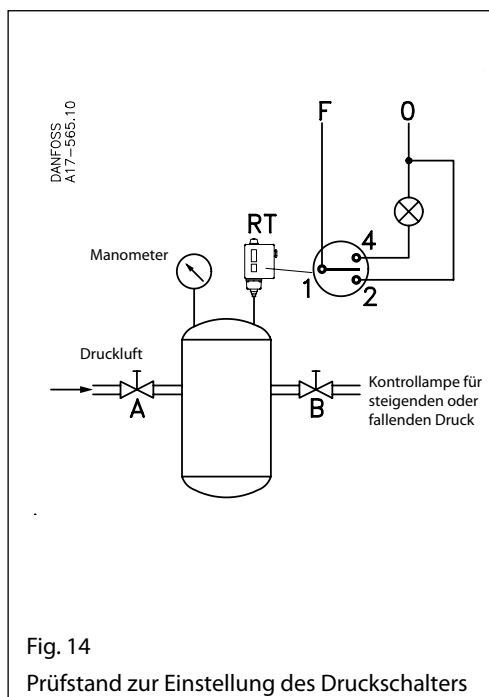 DANFOSS
A17-565.10
F
O
RT
4
Manometer
1
2
Druckluft
A
B
Kontrollampe für
steigenden oder
fallenden Druck
Fig. 14
Prüfstand zur Einstellung des Druckschalters